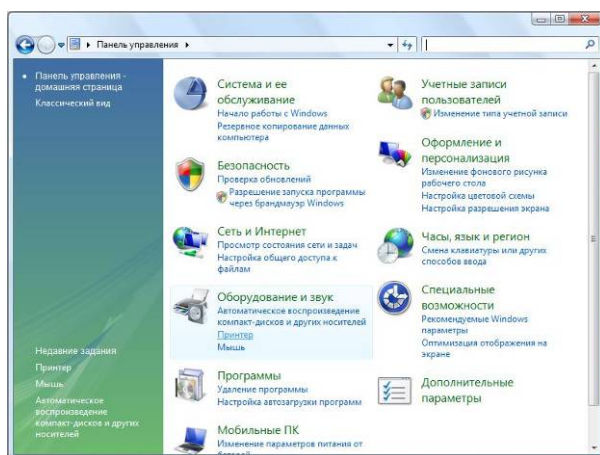 Панель управления
Панель управления -
домашняя страница
Классический вид
Система и ее
обслуживание
Начало работы с Windows
Резервное копирование данных
компьютера
Безопасность
Проверка обновлений
Разрешение запуска программы
через брандмауэр Windows
Сеть и Интернет
Просмотр состояния сети и задач
Настройка общего доступа к
файлам
Оборудование и звук
Автоматическое воспроизведение
компакт-дисков и других носителей
Принтер
Мышь
Программы
Удаление программы
Настройка автозагрузки программ
Мобильные ПК
Изменение параметров питания от
батарей
Учетные записи
пользователей
Изменение типа учетной записи
Оформление и
персонализация
Изменение фонового рисунка
рабочего стола
Настройка цветовой схемы
Настройка разрешения экрана
Часы, язык и регион
Смена клавиатуры или других
способов ввода
Специальные
возможности
Рекомендуемые Windows
параметры
Оптимизация отображения на
экране
Дополнительные
параметры
Недавние задания
Принтер
Мышь
Автоматическое
воспроизведение
компакт-дисков и других
носителей